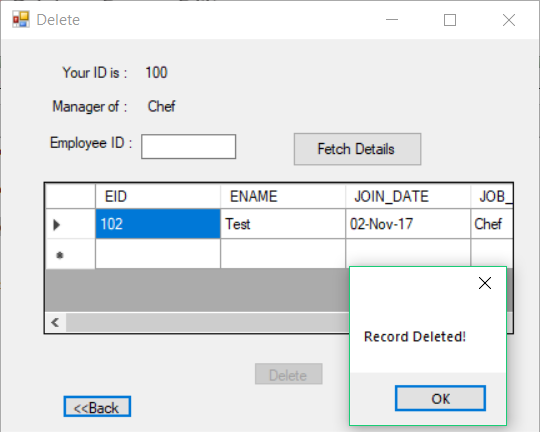 Delete
Your ID is : 100
Manager of : Chef
Employee ID :
Fetch Details
EID ENAME JOIN_DATE JOB_
102 Test 02-Nov-17 Chef
Record Deleted!
OK
Delete
<<Back